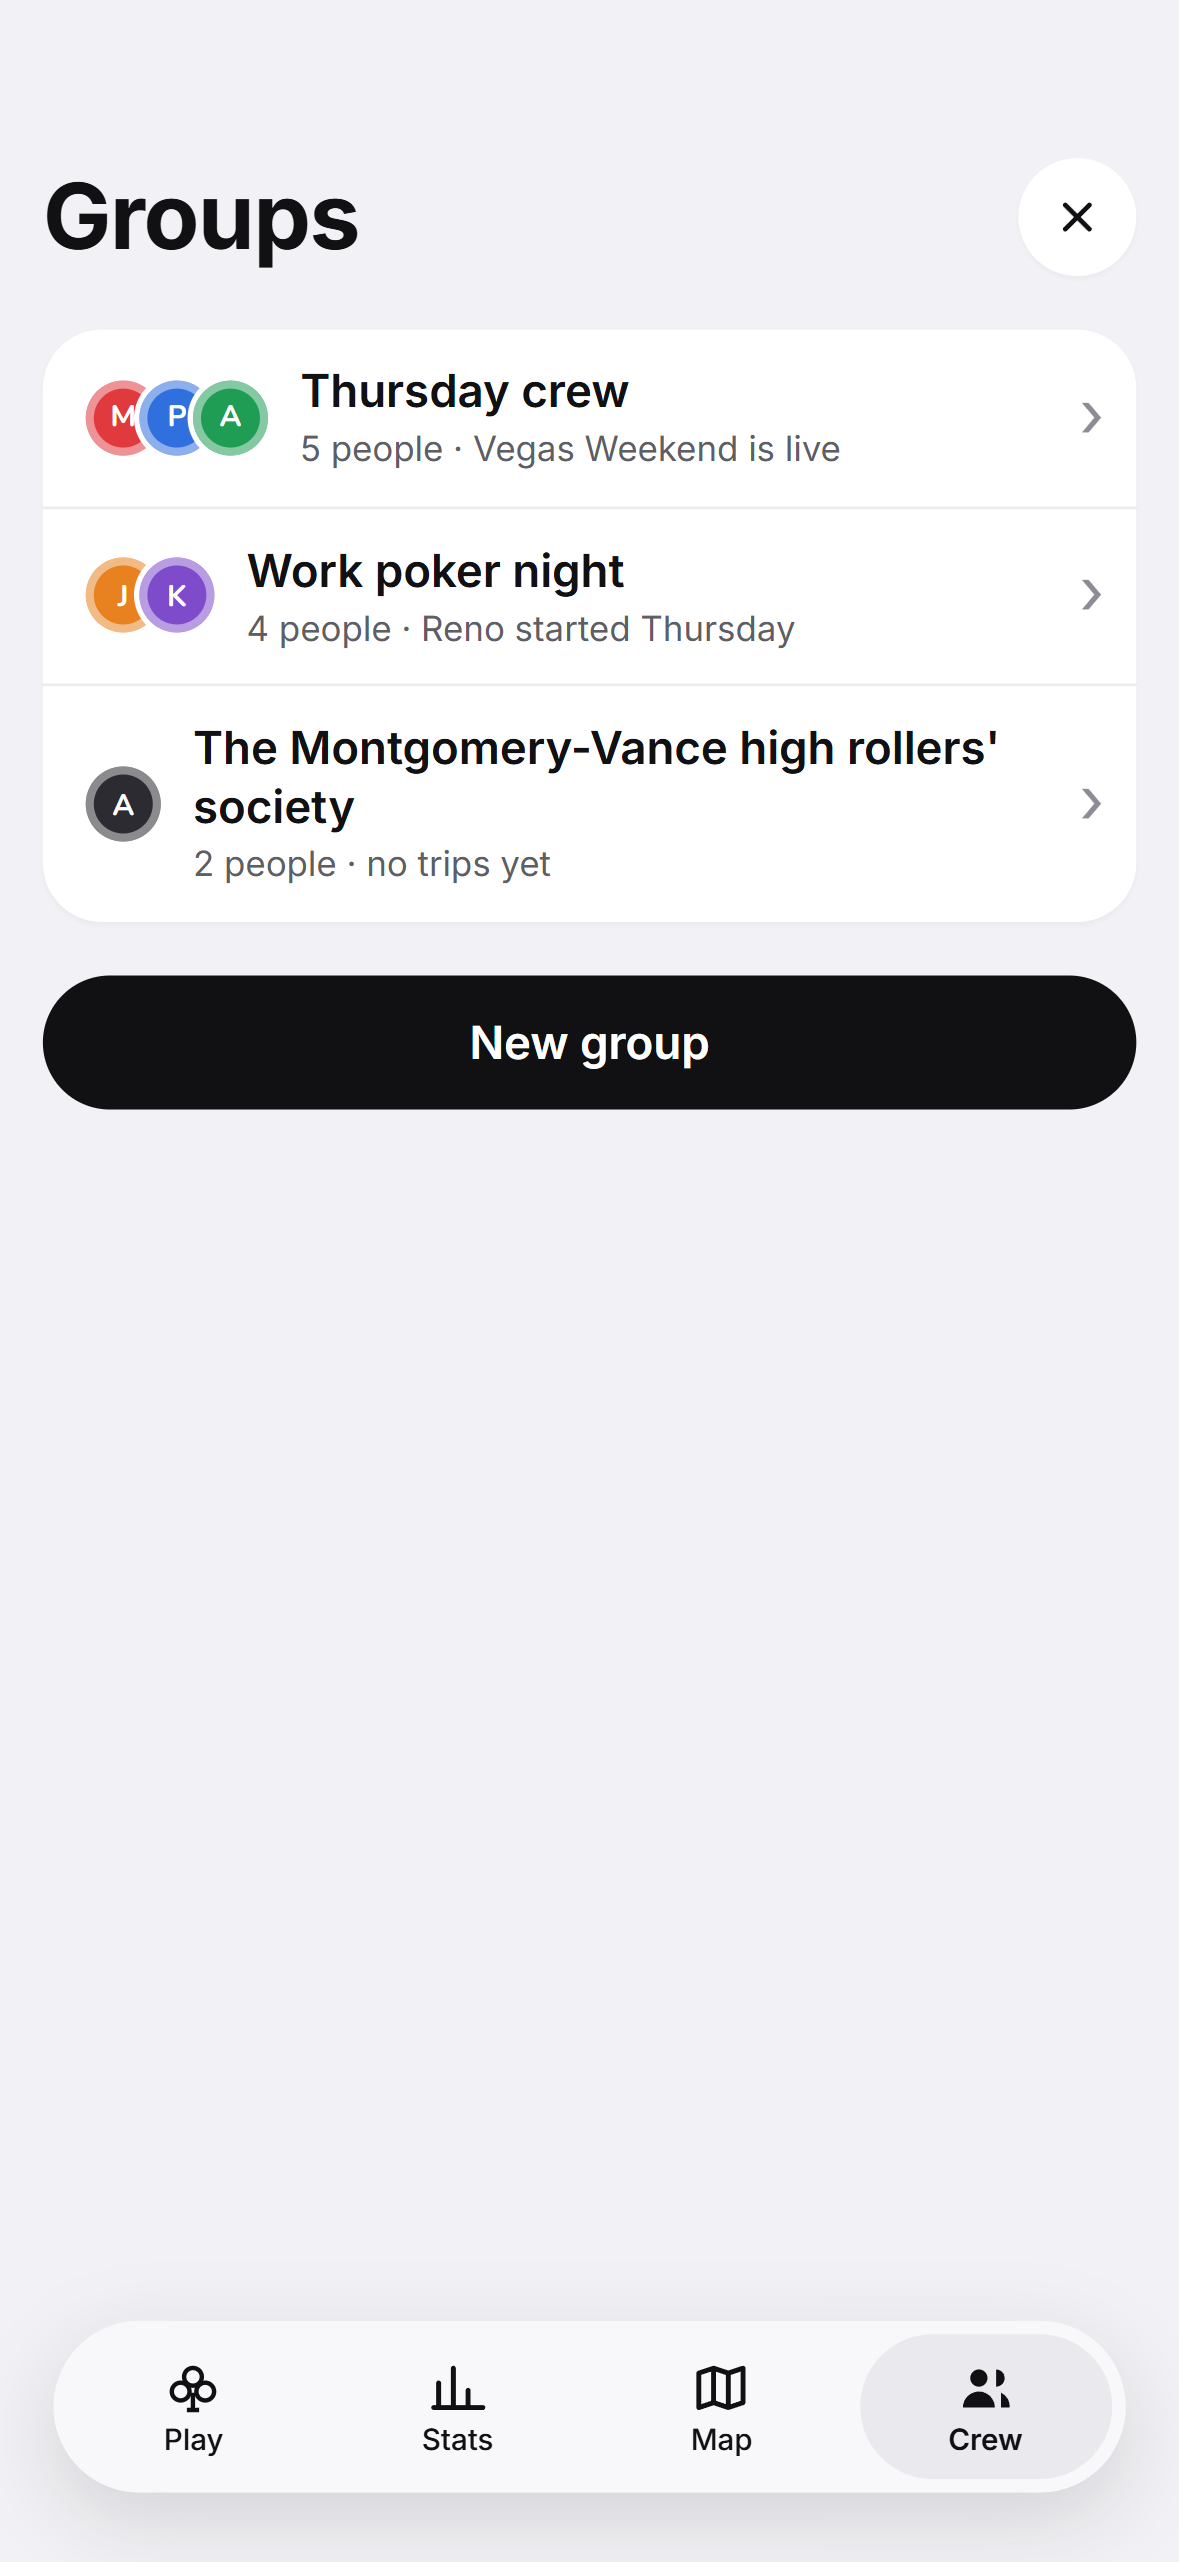 Groups
M P A
Thursday crew
5 people · Vegas Weekend is live
J K
Work poker night
4 people · Reno started Thursday
A
The Montgomery-Vance high rollers'
society
2 people · no trips yet
New group
Play Stats Map Crew